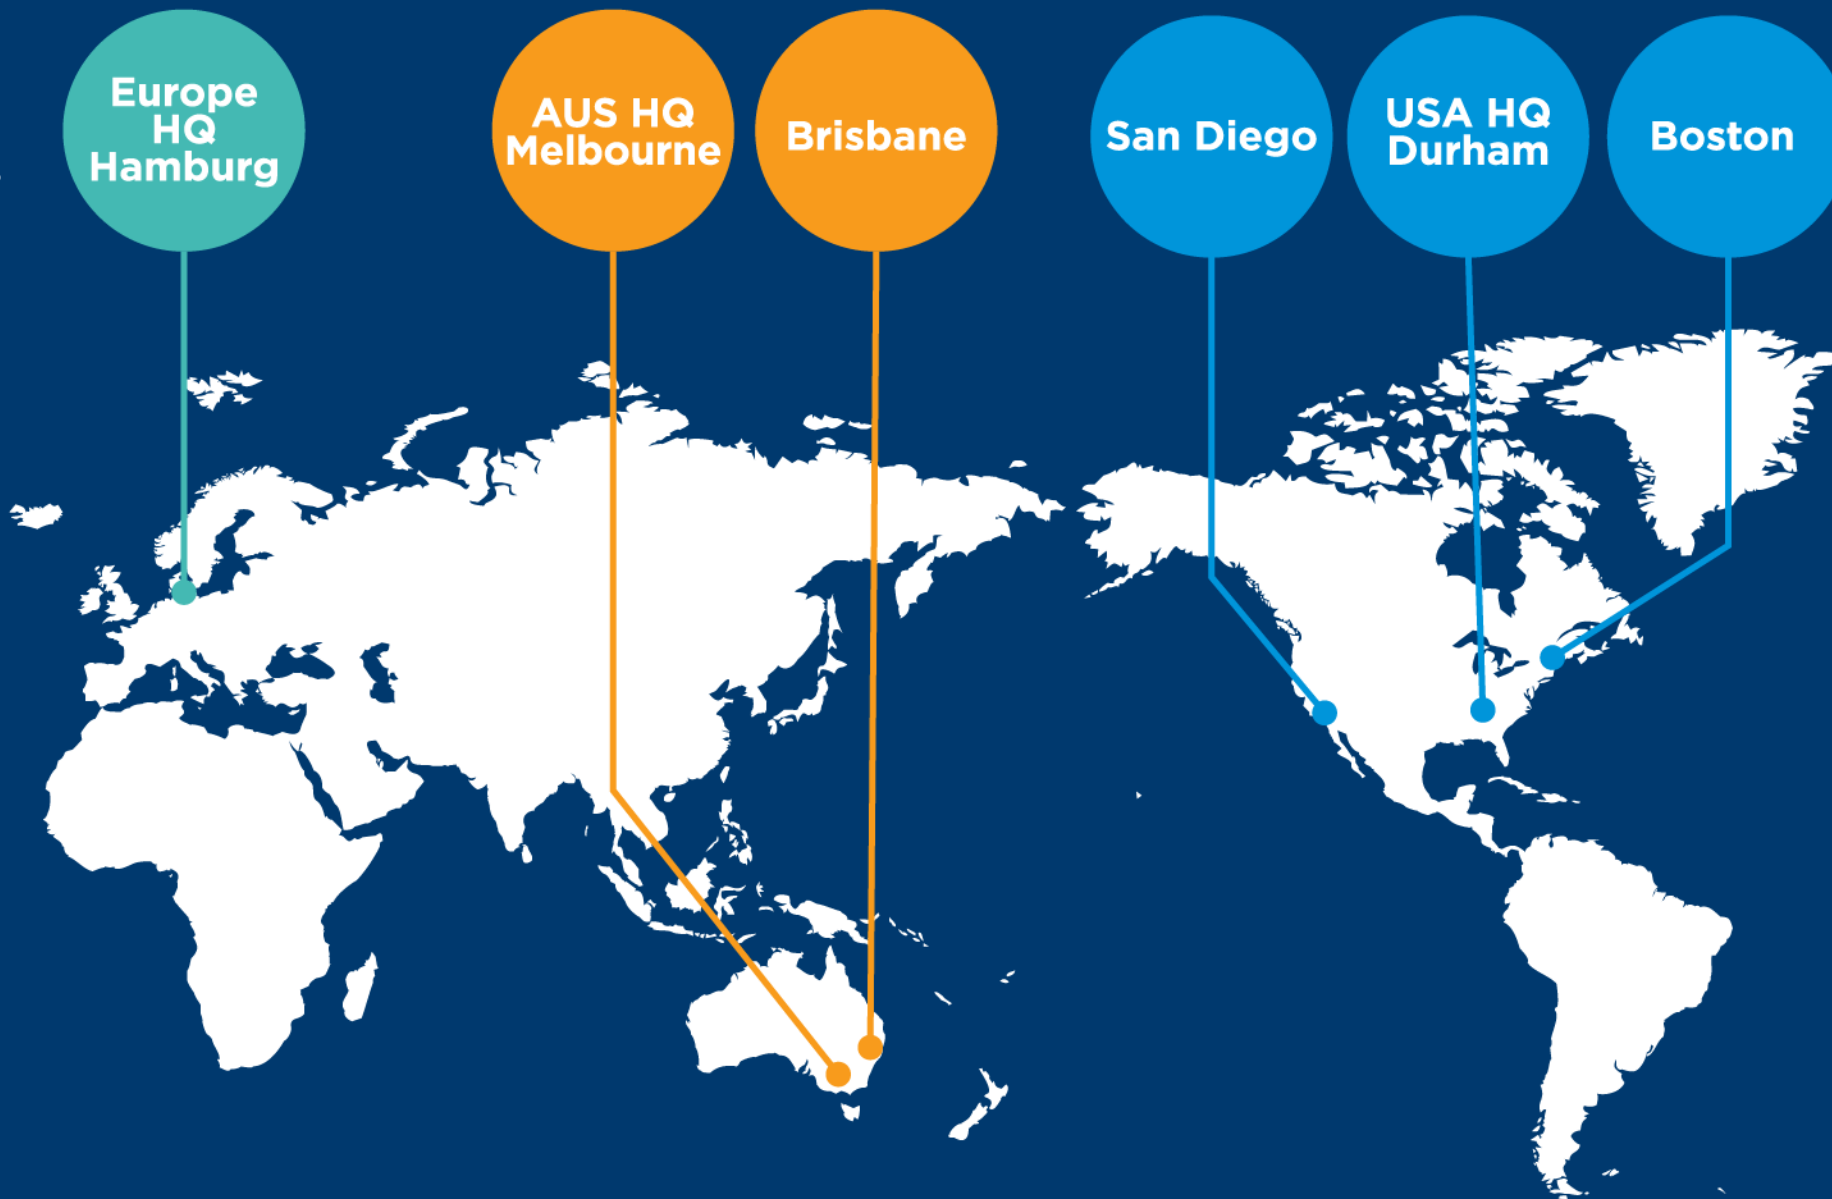 Europe
HQ
Hamburg
AUS HQ
Melbourne
Brisbane
San Diego
USA HQ
Durham
Boston